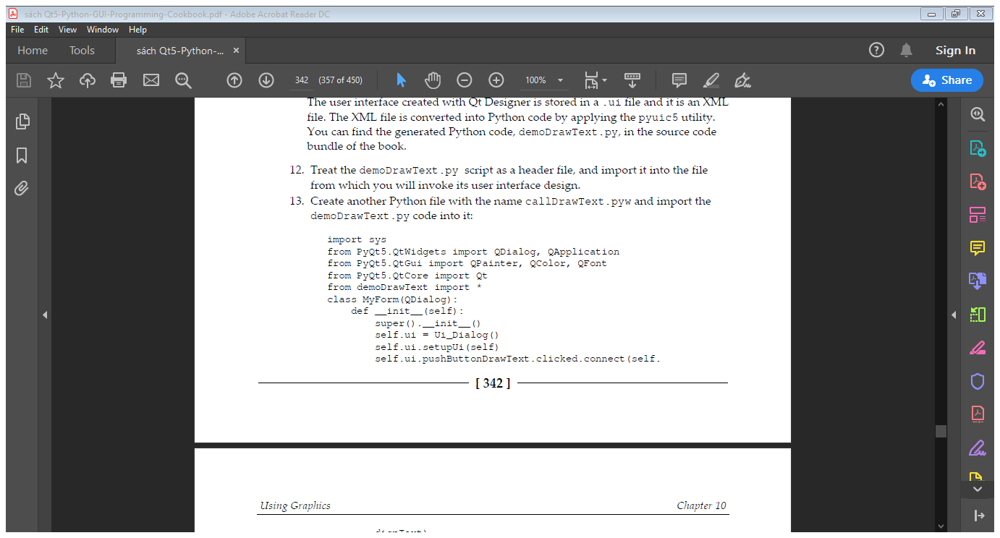 sách Qt5-Python-GUI-Programming-Cookbook.pdf - Adobe Acrobat Reader DC
File Edit View Window Help
Home Tools sách Qt5-Python-... × Sign In
342 (357 of 450) 100% Share
The user interface created with Qt Designer is stored in a .ui file and it is an XML
file. The XML file is converted into Python code by applying the pyuic5 utility.
You can find the generated Python code, demoDrawText.py, in the source code
bundle of the book.
12. Treat the demoDrawText.py script as a header file, and import it into the file
from which you will invoke its user interface design.
13. Create another Python file with the name callDrawText.pyw and import the
demoDrawText.py code into it:
import sys
from PyQt5.QtWidgets import QDialog, QApplication
from PyQt5.QtGui import QPainter, QColor, QFont
from PyQt5.QtCore import Qt
from demoDrawText import *
class MyForm(QDialog):
def __init__(self):
super().__init__()
self.ui = Ui_Dialog()
self.ui.setupUi(self)
self.ui.pushButtonDrawText.clicked.connect(self.
[ 342 ]
Using Graphics Chapter 10
dispText)